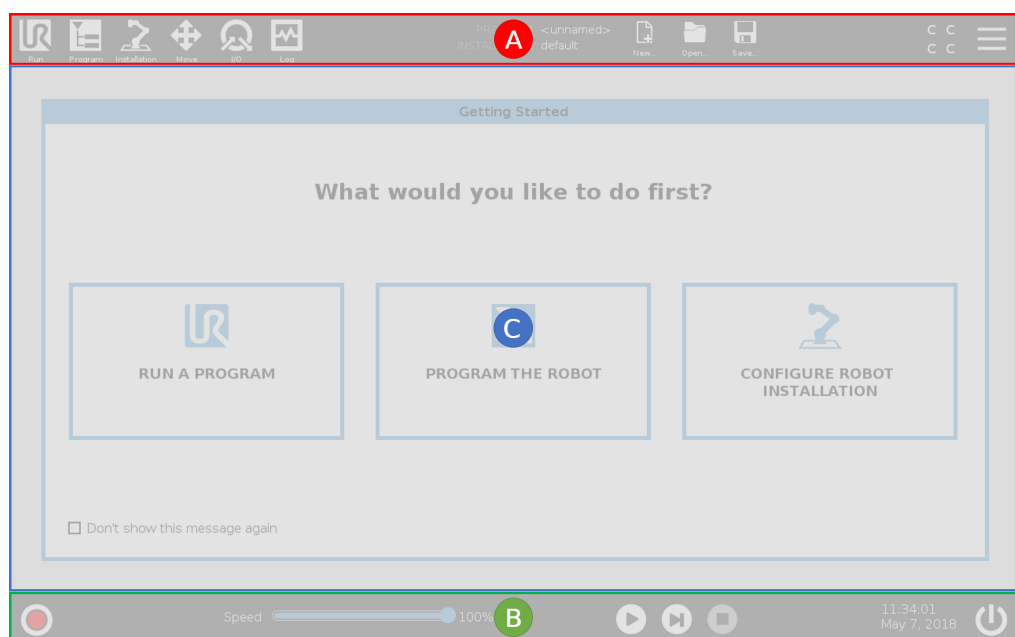 <unnamed>
default
A
C C
C C
Run
Program
Installation
Move
I/O
Log
New...
Open...
Save...
Getting Started
What would you like to do first?
C
RUN A PROGRAM
PROGRAM THE ROBOT
CONFIGURE ROBOT
INSTALLATION
Don't show this message again
Speed
100%
B
11:34:01
May 7, 2018